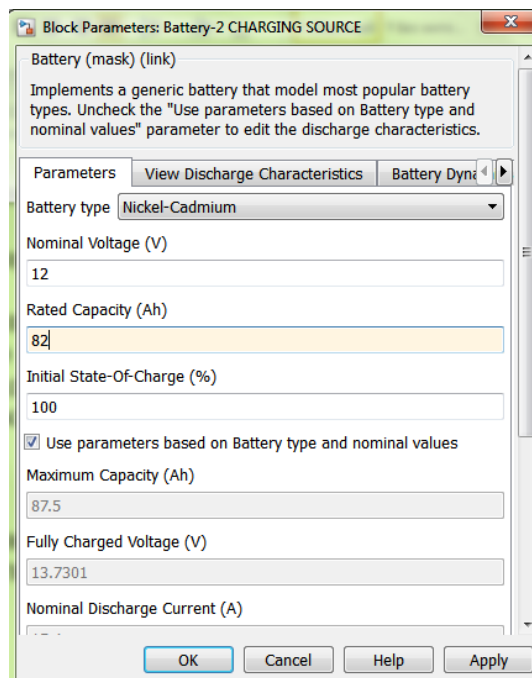 Block Parameters: Battery-2 CHARGING SOURCE
Battery (mask) (link)
Implements a generic battery that model most popular battery
types. Uncheck the "Use parameters based on Battery type and
nominal values" parameter to edit the discharge characteristics.
Parameters View Discharge Characteristics Battery
Battery type Nickel-Cadmium
Nominal Voltage (V)
12
Rated Capacity (Ah)
82
Initial State-Of-Charge (%)
100
Use parameters based on Battery type and nominal values
Maximum Capacity (Ah)
87.5
Fully Charged Voltage (V)
13.7301
Nominal Discharge Current (A)
OK Cancel Help Apply